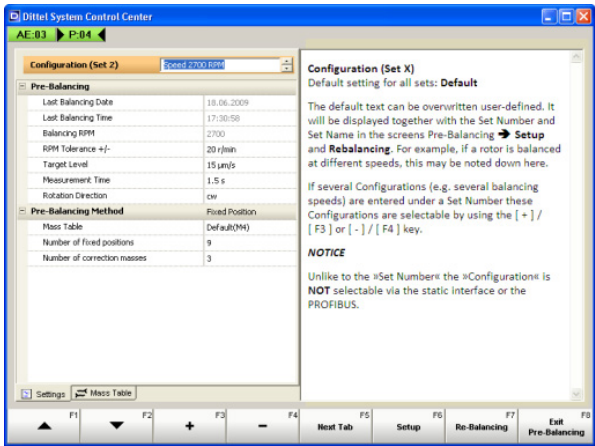 Dittel System Control Center
AE:03 P:04
Configuration (Set 2) Speed 2700 RPM
Pre-Balancing
Last Balancing Date 18.06.2009
Last Balancing Time 17:30:58
Balancing RPM 2700
RPM Tolerance +/- 20 r/min
Target Level 15 µm/s
Measurement Time 1.5 s
Rotation Direction cw
Pre-Balancing Method Fixed Position
Mass Table Default(M4)
Number of fixed positions 9
Number of correction masses 3
Settings Mass Table
Configuration (Set X)
Default setting for all sets: Default
The default text can be overwritten user-defined. It
will be displayed together with the Set Number and
Set Name in the screens Pre-Balancing ➔ Setup
and Rebalancing. For example, if a rotor is balanced
at different speeds, this may be noted down here.
If several Configurations (e.g. several balancing
speeds) are entered under a Set Number these
Configurations are selectable by using the [ + ] /
[ F3 ] or [ - ] / [ F4 ] key.
NOTICE
Unlike to the »Set Number« the »Configuration« is
NOT selectable via the static interface or the
PROFIBUS.
F1 F2 F3 F4 F5 F6 F7 F8
+ - Next Tab Setup Re-Balancing Exit
Pre-Balancing